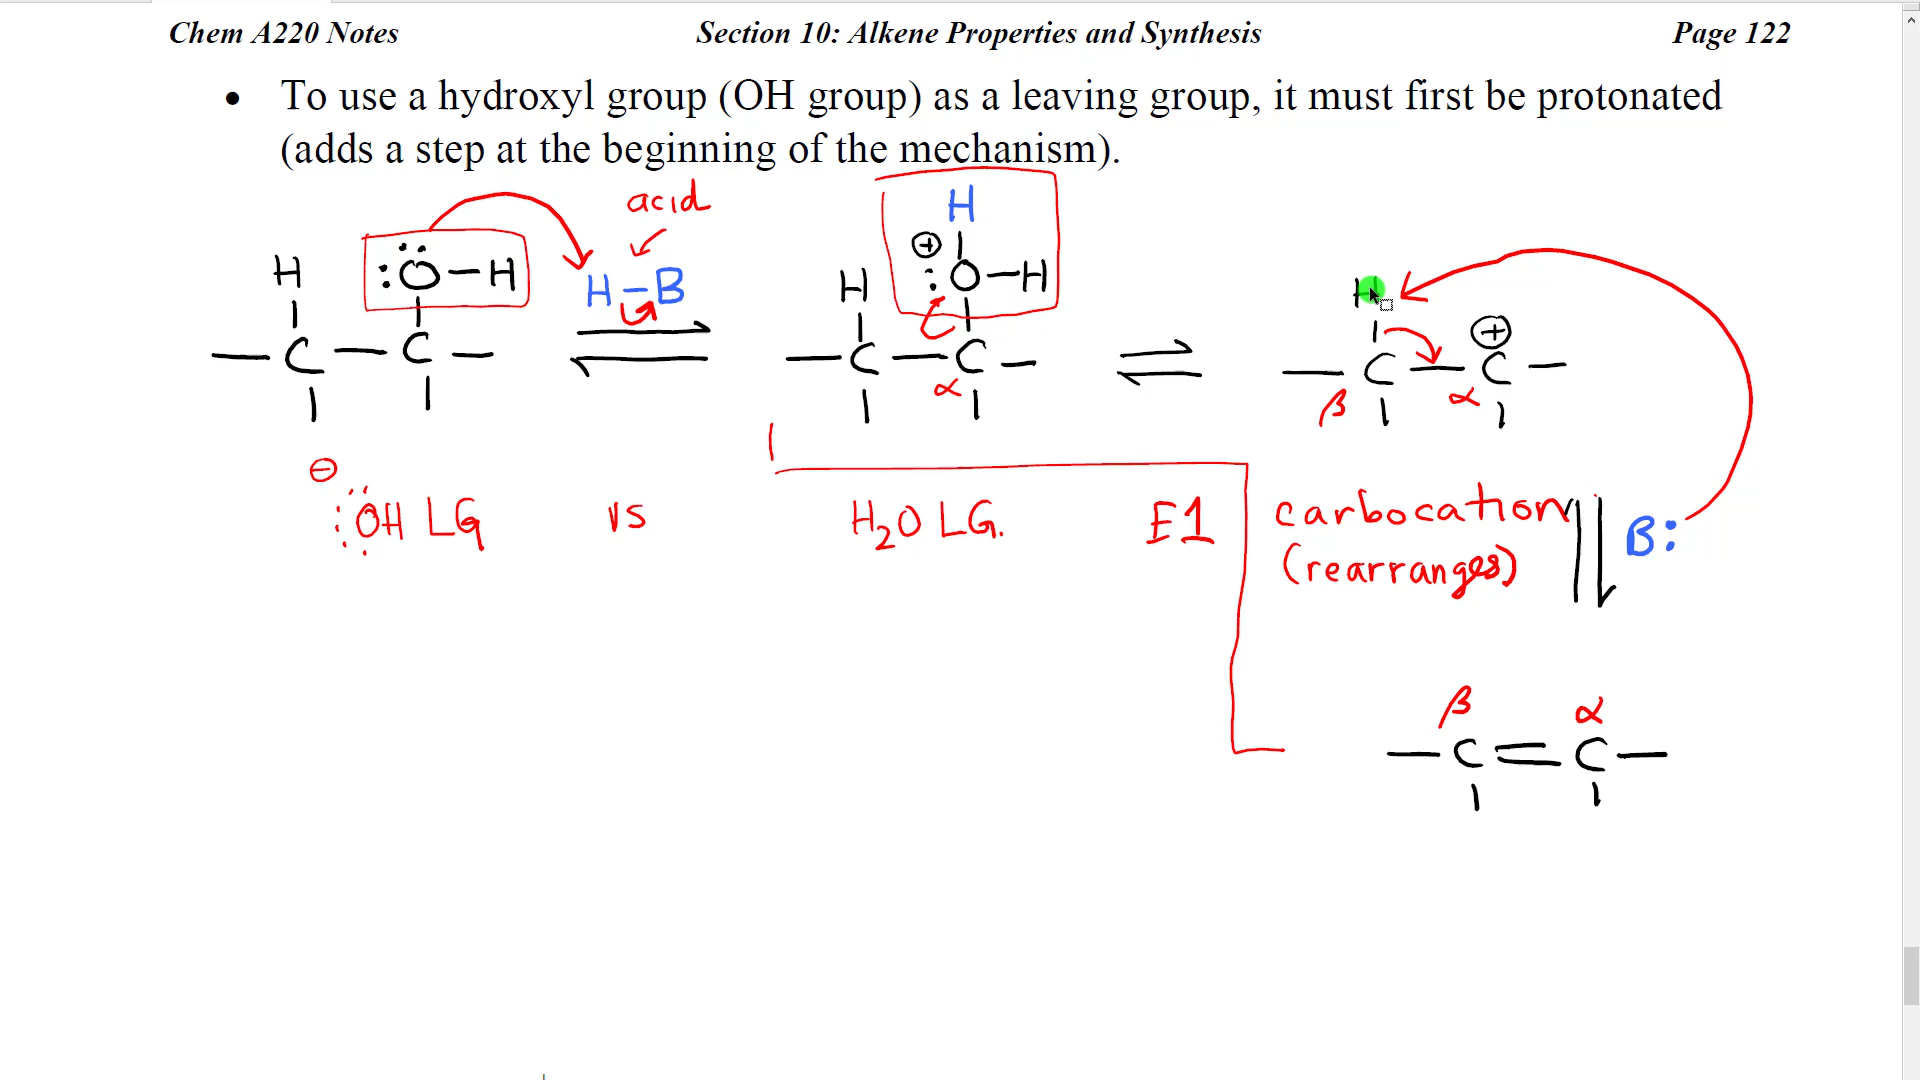 Chem A220 Notes Section 10: Alkene Properties and Synthesis Page 122
• To use a hydroxyl group (OH group) as a leaving group, it must first be protonated
(adds a step at the beginning of the mechanism).
acid
H
H :Ö–H H–B H ⊕ :O–H H
– C – C – – C – C – – C – C – ⊕
α β α
⊖
:ÖH LG vs H₂O LG. E1 carbocation B:
(rearranges)
β α
– C = C –